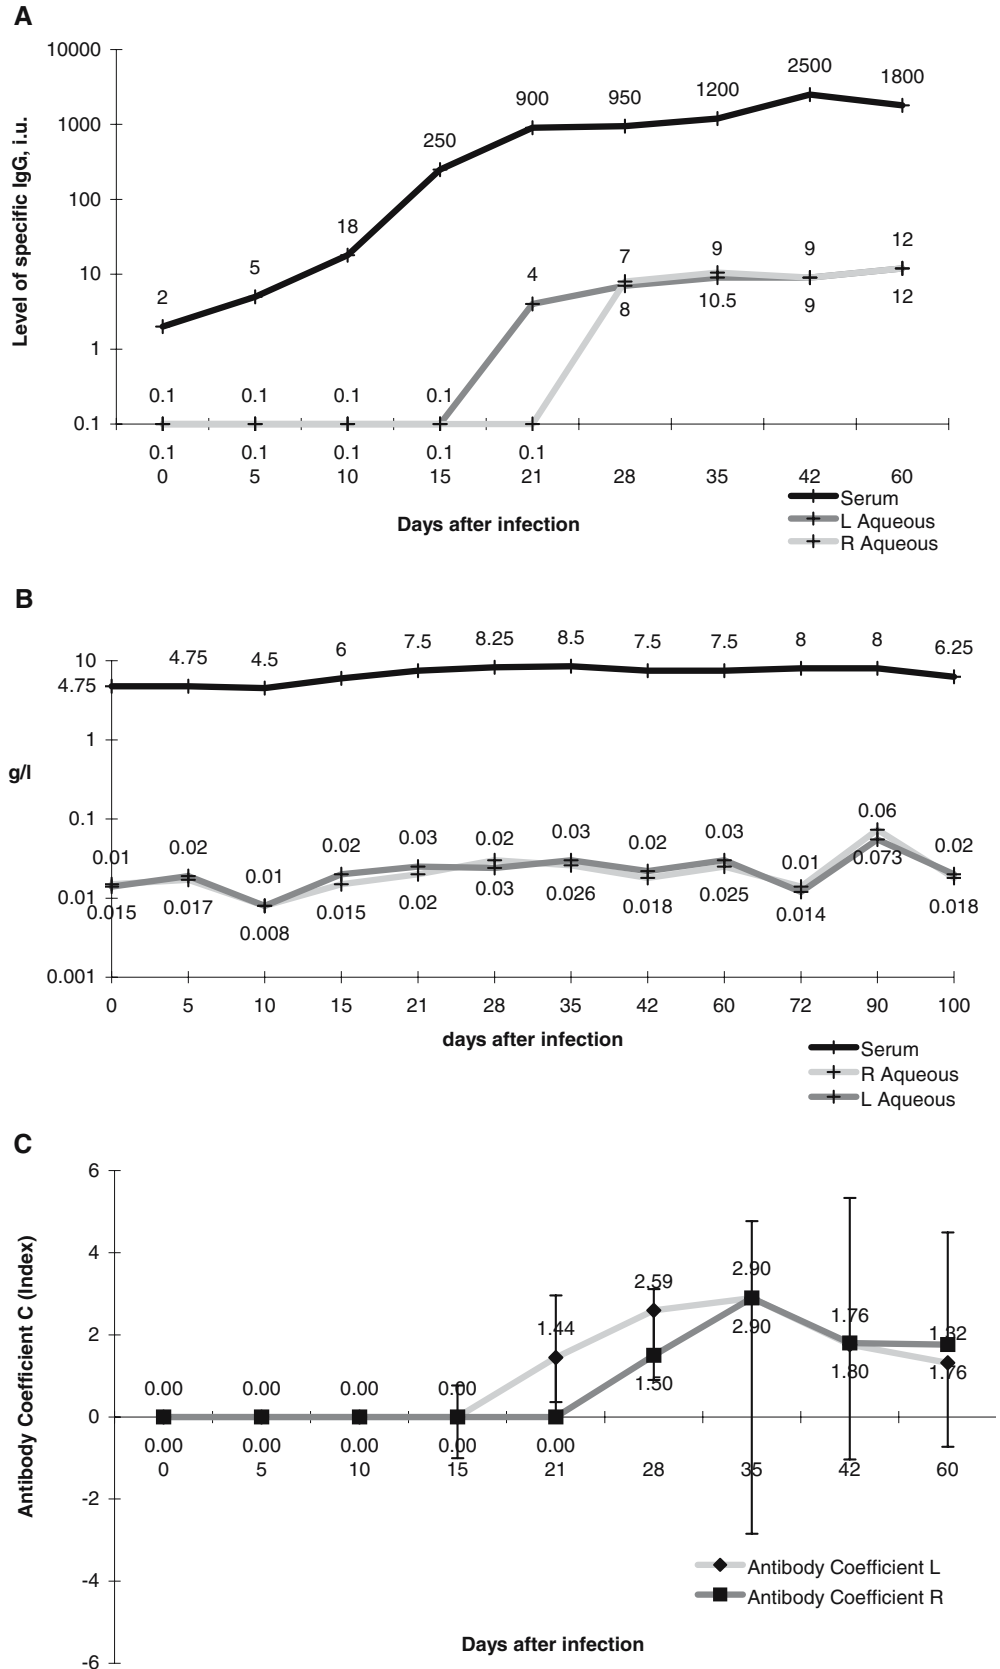 A
10000
1000
100
10
1
0.1
Level of specific IgG, i.u.
2
5
18
250
900
950
1200
2500
1800
4
7
9
9
12
8
10.5
9
12
0.1 0.1 0.1 0.1
0.1 0.1 0.1 0.1 0.1
0 5 10 15 21 28 35 42 60
Days after infection
Serum
L Aqueous
R Aqueous
B
10
4.75
1
g/l
0.1
0.01
0.001
4.75 4.5 6 7.5 8.25 8.5 7.5 7.5 8 8 6.25
0.01 0.02 0.01 0.02 0.03 0.02 0.03 0.02 0.03 0.01 0.06 0.02
0.015 0.017 0.008 0.015 0.02 0.03 0.026 0.018 0.025 0.014 0.073 0.018
0 5 10 15 21 28 35 42 60 72 90 100
days after infection
Serum
R Aqueous
L Aqueous
C
6
4
2
0
-2
-4
-6
Antibody Coefficient C (Index)
0.00 0.00 0.00 0.00 1.44 2.59 2.90 1.76 1.32
0.00 0.00 0.00 0.00 0.00 1.50 2.90 1.80 1.76
0 5 10 15 21 28 35 42 60
Antibody Coefficient L
Antibody Coefficient R
Days after infection